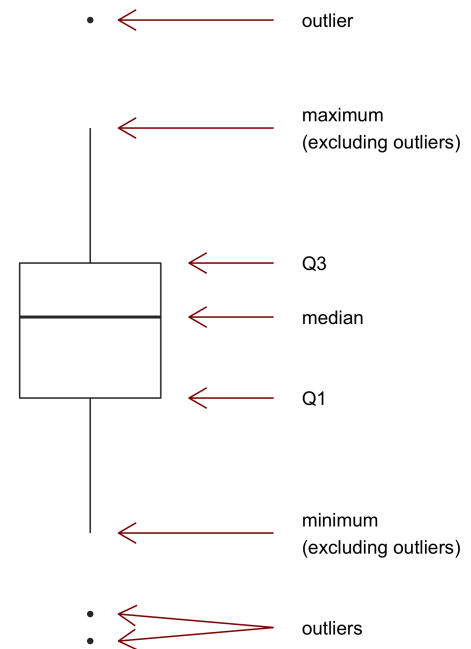 outlier
maximum
(excluding outliers)
Q3
median
Q1
minimum
(excluding outliers)
outliers